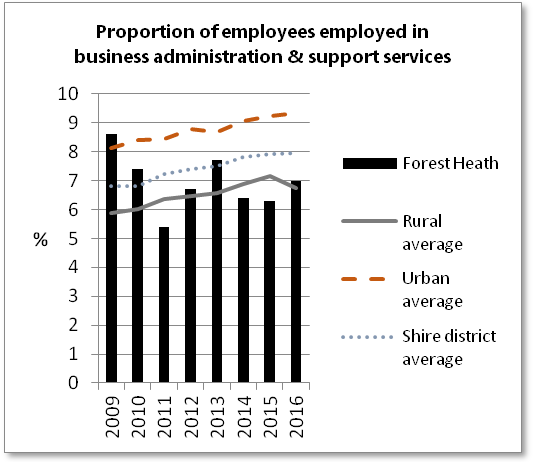 Proportion of employees employed in
business administration & support services
10
9
8
7
6
5
4
3
2
1
0
%
2009
2010
2011
2012
2013
2014
2015
2016
Forest Heath
Rural
average
Urban
average
Shire district
average